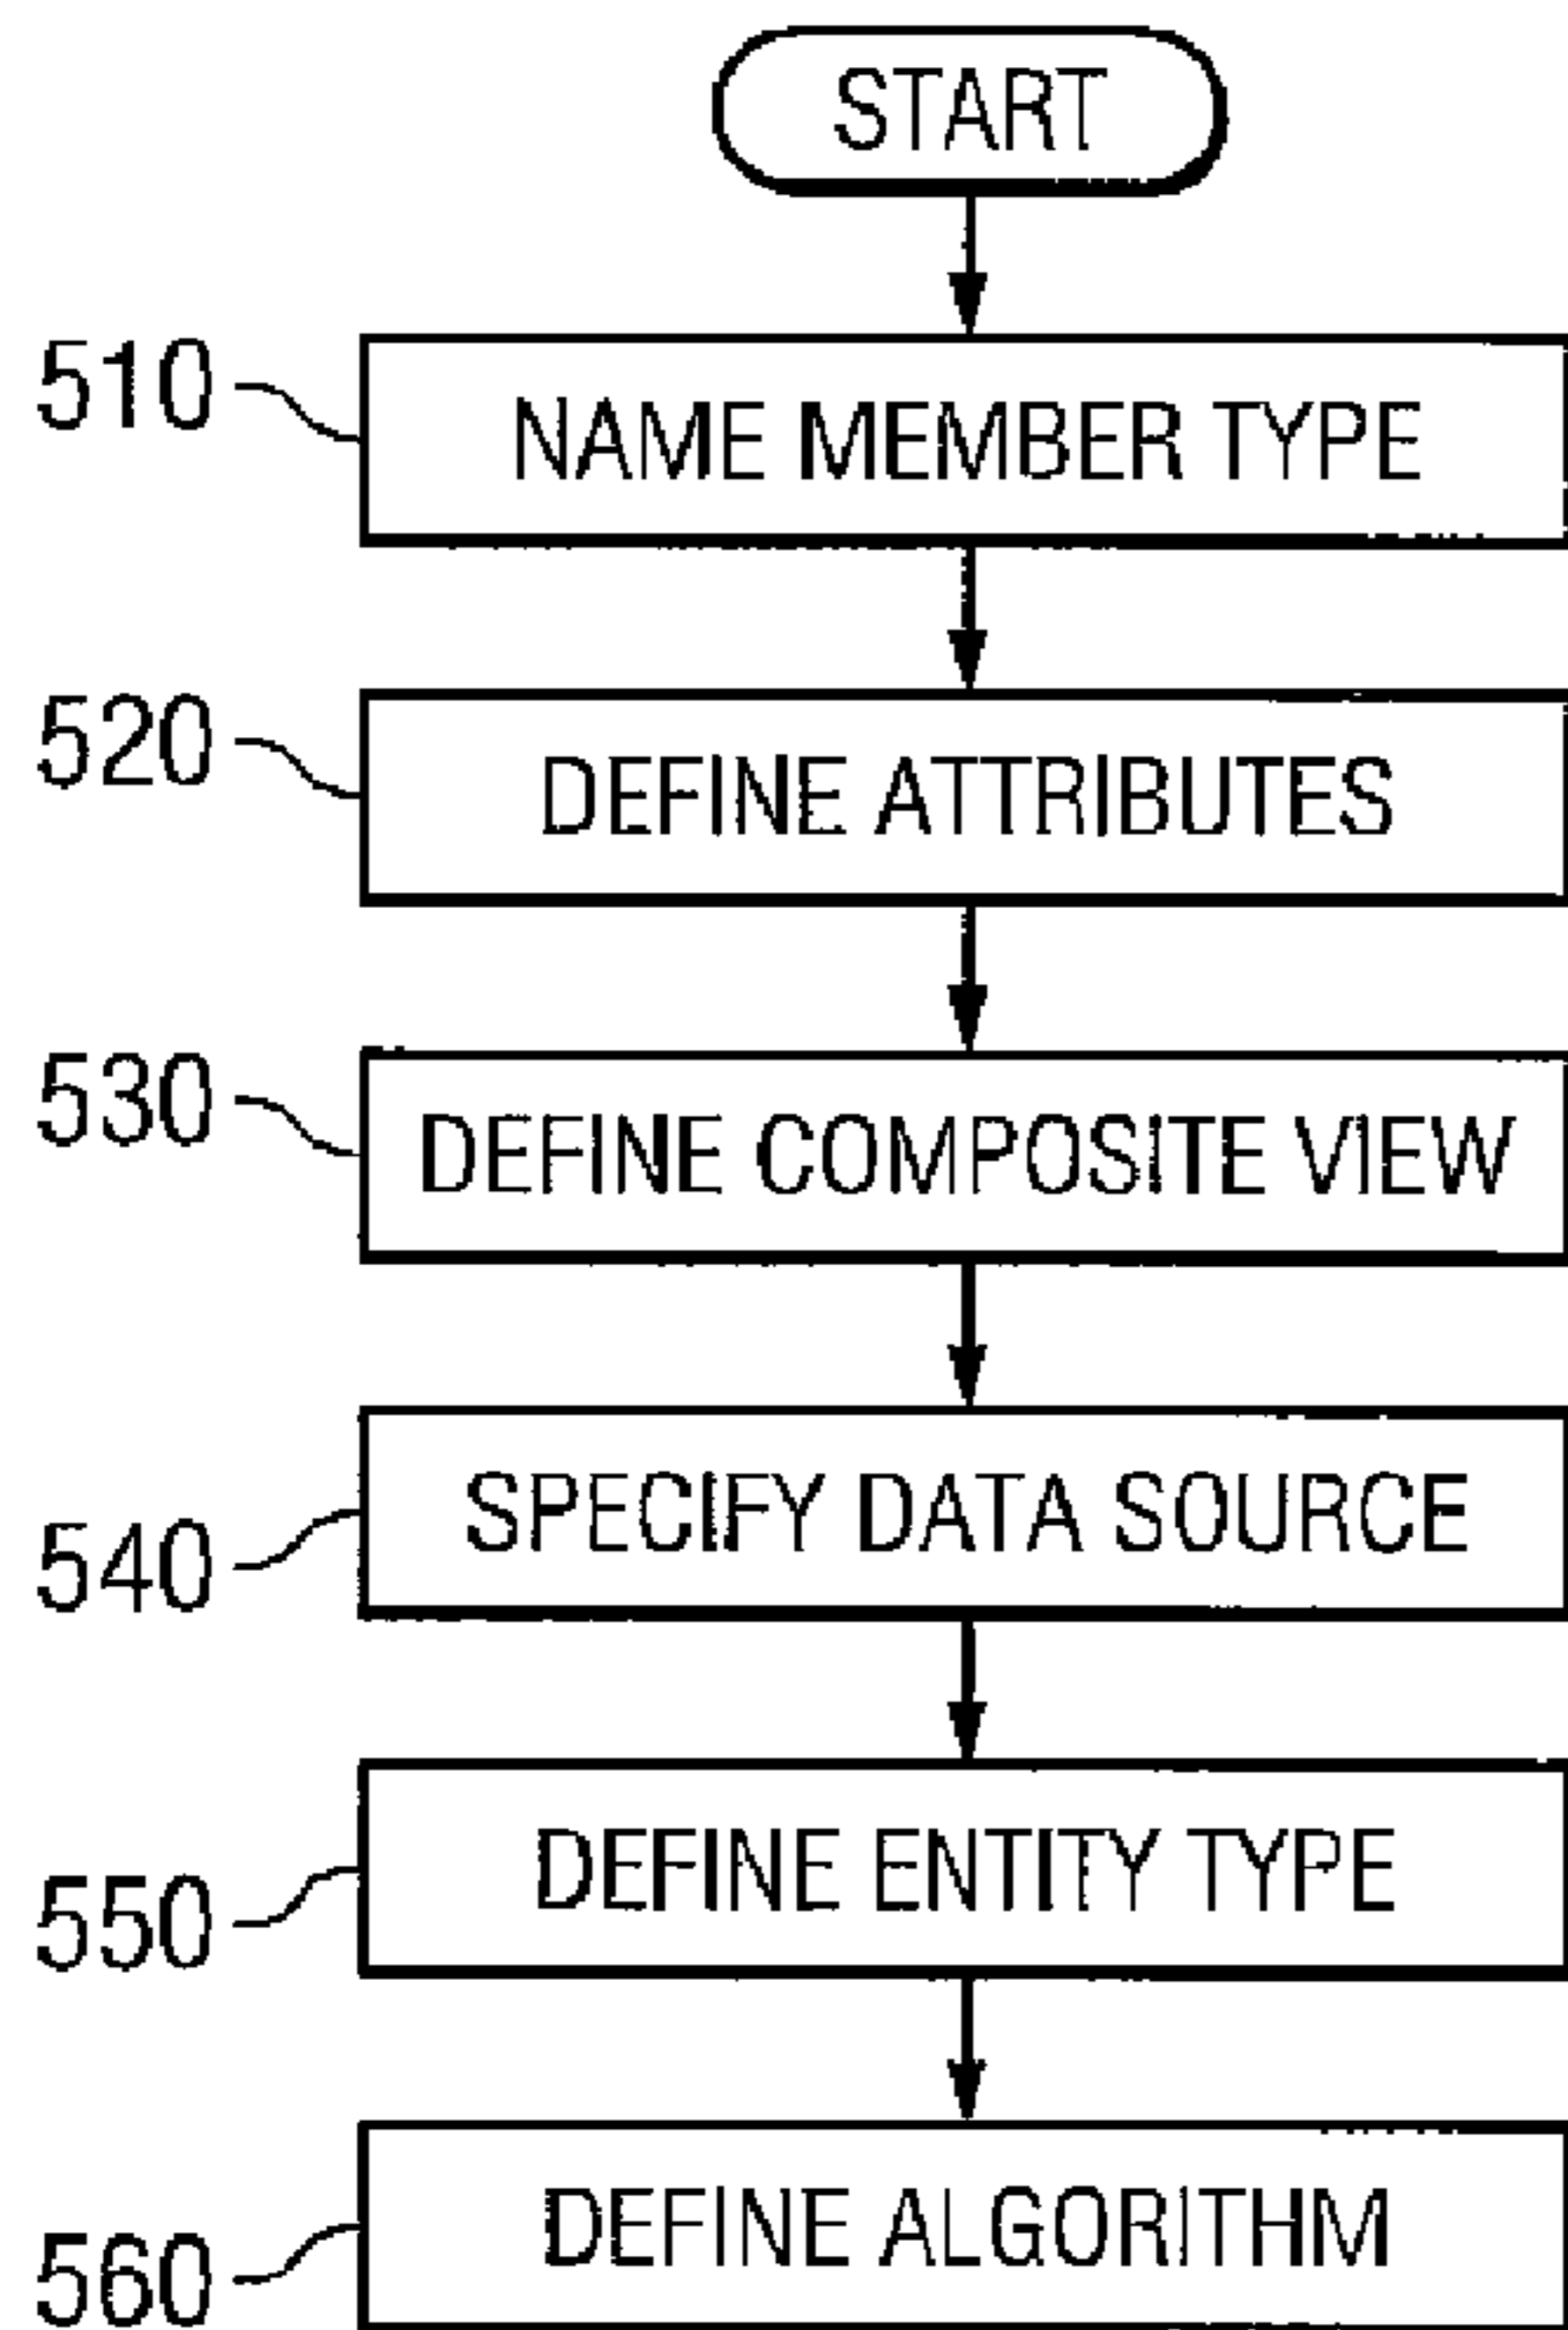 START
510
NAME MEMBER TYPE
520
DEFINE ATTRIBUTES
530
DEFINE COMPOSITE VIEW
540
SPECIFY DATA SOURCE
550
DEFINE ENTITY TYPE
560
DEFINE ALGORITHM